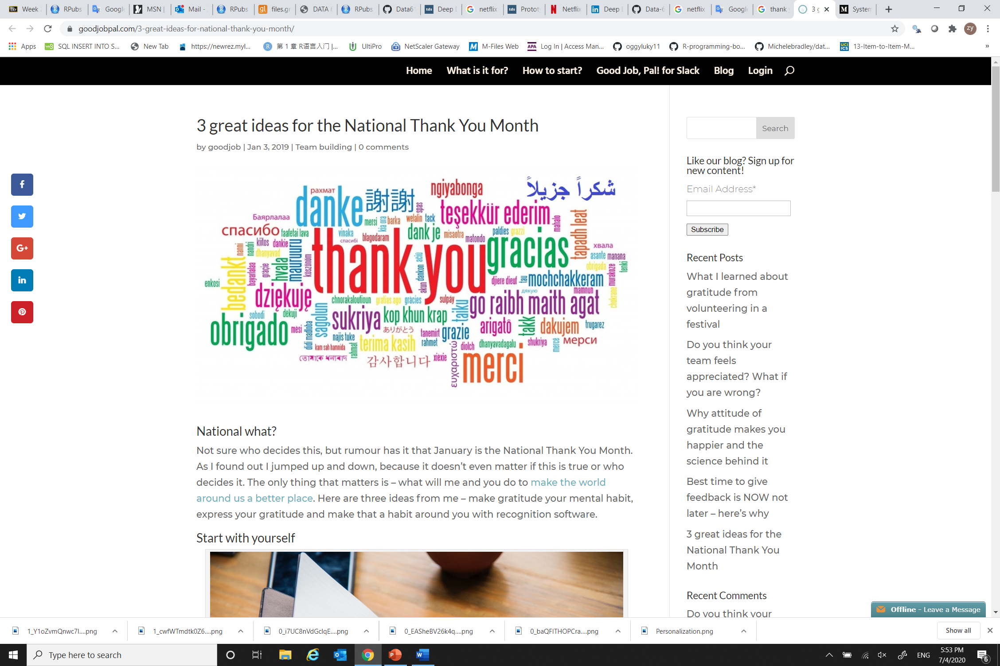 Week
RPubs
Google
MSN |
Mail -
RPubs
files.gr
DATA 6
RPubs
Data61
Deep D
netflix
Protot
Netflix
Deep
Data-6
netflix
Google
thank
3 g
System
goodjobpal.com/3-great-ideas-for-national-thank-you-month/
ZY
Apps
SQL INSERT INTO S...
New Tab
https://newrez.myl...
第 1 章 R语言入门 |...
UltiPro
NetScaler Gateway
M-Files Web
Log In | Access Man...
oggyluky11
R-programming-bo...
Michelebradley/dat...
13-Item-to-Item-M...
»
Home What is it for? How to start? Good Job, Pal! for Slack Blog Login
3 great ideas for the National Thank You Month
by goodjob | Jan 3, 2019 | Team building | 0 comments
рахмат
danke
謝謝
spas
ngiyabonga
شكراً جزيلاً
Баярлалаа
mersi
kia ora
barka
welalin
tack
teşekkür ederim
mahalo
tapadh leat
спасибо
faafetai lava
vinaka
спасибі
blagodaram
dank je
misaotra
matondo
paldies
grazzi
nanni
nandri
kiitos
dankie
dhanyavad
mauruuru
köszönöm
thank you
gracias
хвала
asante
manana
obrigada
murakoze
tenki
bedankt
bayarlalaa
gràcie
hvala
enkosi
akun
dankon
aciū
djiere dieuf
tau
mochchakkeram
mamnun
chokrane
дякую
dziękuję
chnorakaloutioun
gratias ago
gràcies
sulpáy
go raibh maith agat
sobodi
děkuji
sagolun
sukriya
kop khun krap
taiku
obrigado
mèsi
didi madloba
najis tuke
ありがとう
tanemirt
grazie
arigatô
takk
dakujem
trugarez
kam sah hamnida
rahmat
terima kasih
rahmet
diolch
dhanyavadagalu
shukriya
merce
мерси
তোমাকে ধন্যবাদ
감사합니다
xièxie
ευχαριστώ
merci
National what?
Not sure who decides this, but rumour has it that January is the National Thank You Month.
As I found out I jumped up and down, because it doesn’t even matter if this is true or who
decides it. The only thing that matters is – what will me and you do to make the world
around us a better place. Here are three ideas from me – make gratitude your mental habit,
express your gratitude and make that a habit around you with recognition software.
Start with yourself
Search
Like our blog? Sign up for
new content!
Email Address*
Subscribe
Recent Posts
What I learned about
gratitude from
volunteering in a
festival
Do you think your
team feels
appreciated? What if
you are wrong?
Why attitude of
gratitude makes you
happier and the
science behind it
Best time to give
feedback is NOW not
later – here’s why
3 great ideas for the
National Thank You
Month
Recent Comments
Do you think your
Offline - Leave a Message
1_Y1oZvmQnwc7I....png
1_cwfWTmdtk0Z6....png
0_i7UC8nVdGclqE....png
0_EASheBV26k4q....png
0_baQFITHOPCra....png
Personalization.png
Show all
Type here to search
ENG
5:53 PM
7/4/2020
6